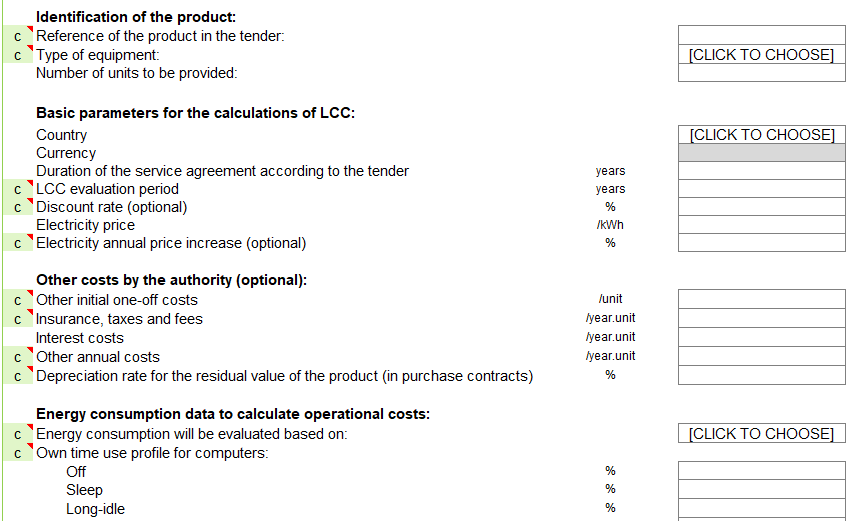 Identification of the product:
c Reference of the product in the tender:
c Type of equipment: [CLICK TO CHOOSE]
Number of units to be provided:
Basic parameters for the calculations of LCC:
Country [CLICK TO CHOOSE]
Currency
Duration of the service agreement according to the tender years
c LCC evaluation period years
c Discount rate (optional) %
Electricity price /kWh
c Electricity annual price increase (optional) %
Other costs by the authority (optional):
c Other initial one-off costs /unit
c Insurance, taxes and fees /year.unit
Interest costs /year.unit
c Other annual costs /year.unit
c Depreciation rate for the residual value of the product (in purchase contracts) %
Energy consumption data to calculate operational costs:
c Energy consumption will be evaluated based on: [CLICK TO CHOOSE]
c Own time use profile for computers:
Off %
Sleep %
Long-idle %